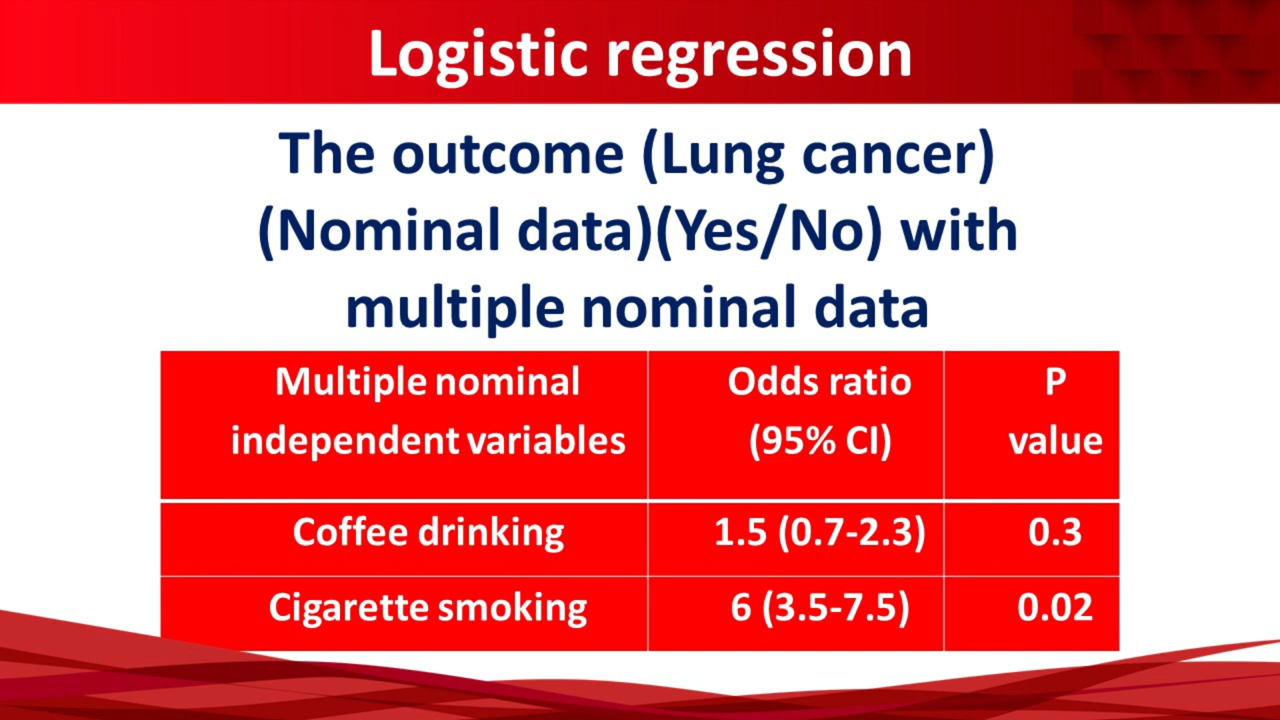 Logistic regression
The outcome (Lung cancer)
(Nominal data)(Yes/No) with
multiple nominal data
Multiple nominal
independent variables
Odds ratio
(95% CI)
P
value
Coffee drinking
1.5 (0.7-2.3)
0.3
Cigarette smoking
6 (3.5-7.5)
0.02